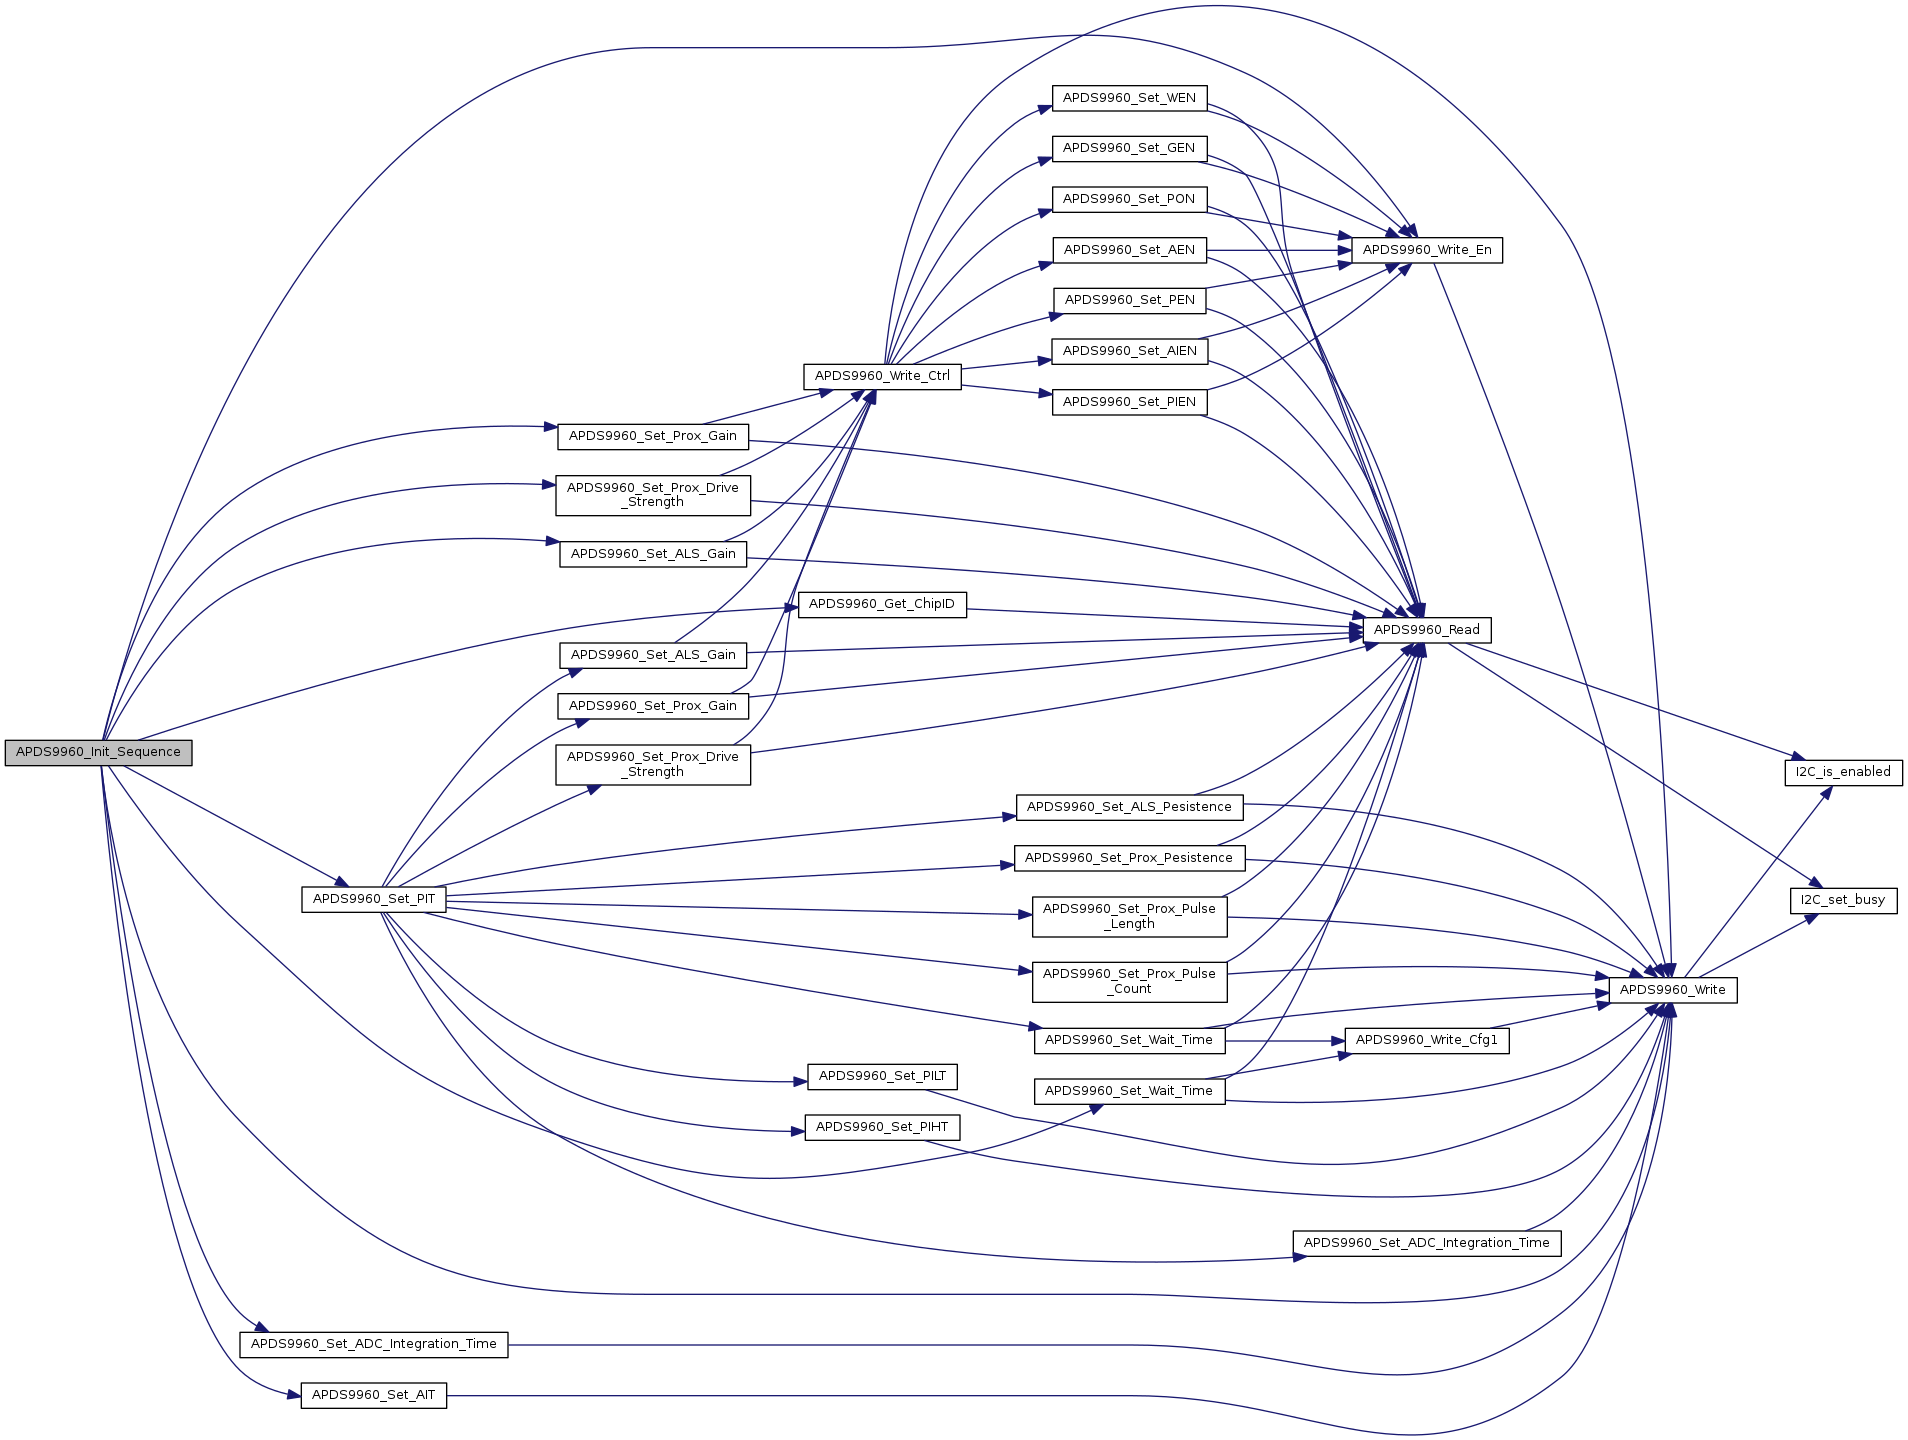 APDS9960_Set_WEN
APDS9960_Set_GEN
APDS9960_Set_PON
APDS9960_Set_AEN
APDS9960_Write_En
APDS9960_Set_PEN
APDS9960_Set_AIEN
APDS9960_Write_Ctrl
APDS9960_Set_PIEN
APDS9960_Set_Prox_Gain
APDS9960_Set_Prox_Drive
_Strength
APDS9960_Set_ALS_Gain
APDS9960_Get_ChipID
APDS9960_Read
APDS9960_Set_ALS_Gain
APDS9960_Set_Prox_Gain
APDS9960_Init_Sequence
APDS9960_Set_Prox_Drive
_Strength
I2C_is_enabled
APDS9960_Set_ALS_Pesistence
APDS9960_Set_Prox_Pesistence
APDS9960_Set_PIT
I2C_set_busy
APDS9960_Set_Prox_Pulse
_Length
APDS9960_Set_Prox_Pulse
_Count
APDS9960_Write
APDS9960_Set_Wait_Time
APDS9960_Write_Cfg1
APDS9960_Set_PILT
APDS9960_Set_Wait_Time
APDS9960_Set_PIHT
APDS9960_Set_ADC_Integration_Time
APDS9960_Set_ADC_Integration_Time
APDS9960_Set_AIT